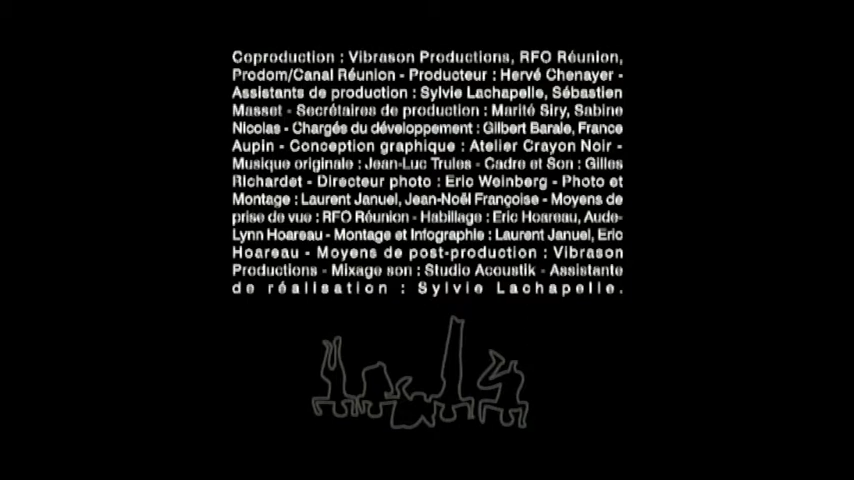 Coproduction : Vibrason Productions, RFO Réunion,
Prodom/Canal Réunion - Producteur : Hervé Chenayer -
Assistants de production : Sylvie Lachapelle, Sébastien
Masset - Secrétaires de production : Marité Siry, Sabine
Nicolas - Chargés du développement : Gilbert Barale, France
Aupin - Conception graphique : Atelier Crayon Noir -
Musique originale : Jean-Luc Trules - Cadre et Son : Gilles
Richardet - Directeur photo : Eric Weinberg - Photo et
Montage : Laurent Januel, Jean-Noël Françoise - Moyens de
prise de vue : RFO Réunion - Habillage : Eric Hoareau, Aude-
Lynn Hoareau - Montage et Infographie : Laurent Januel, Eric
Hoareau - Moyens de post-production : Vibrason
Productions - Mixage son : Studio Acoustik - Assistante
de réalisation : Sylvie Lachapelle.